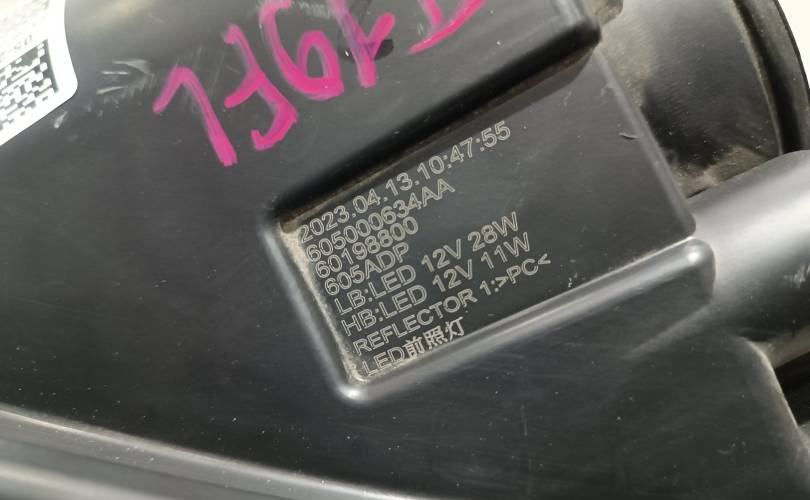 2023.04.13.10:47:55
605000634AA
60198800
605ADP
LB:LED 12V 28W
HB:LED 12V 11W
REFLECTOR 1:>PC<
LED前照灯